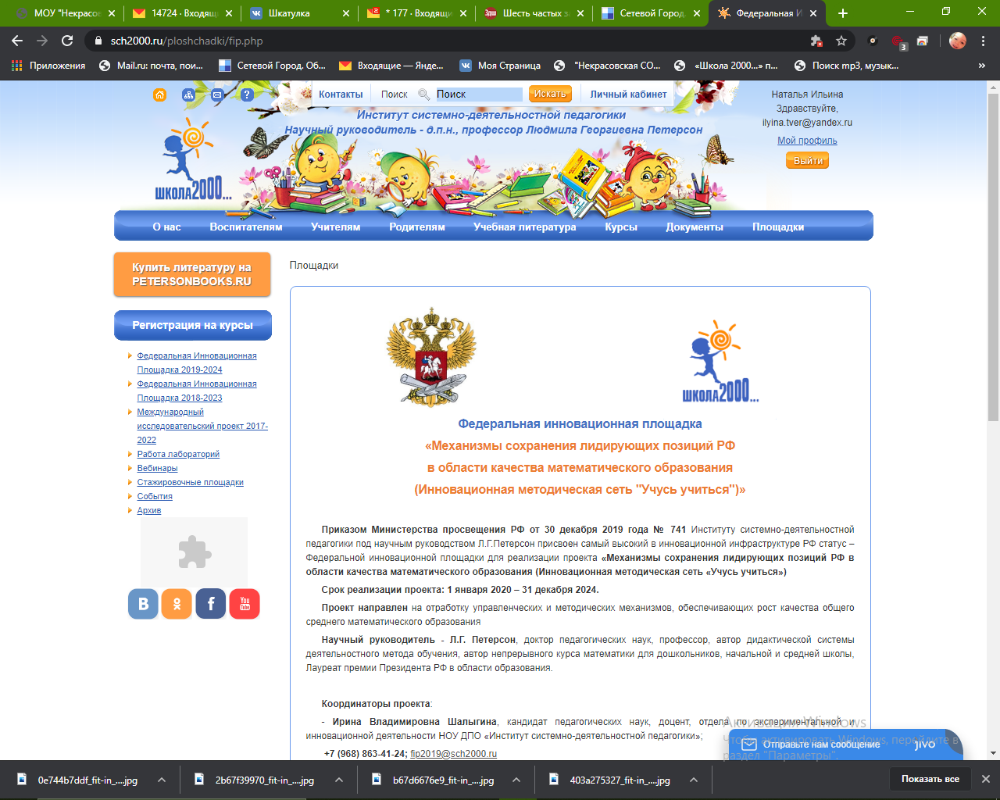 МОУ "Некрасов
14724 · Входящ
Шкатулка
* 177 · Входящи
Шесть частых з
Сетевой Город.
Федеральная И
sch2000.ru/ploshchadki/fip.php
3
Приложения
Mail.ru: почта, пои...
Сетевой Город. Об...
Входящие — Янде...
Моя Страница
"Некрасовская СО...
«Школа 2000...» п...
Поиск mp3, музык...
»
Контакты
Поиск
Поиск
Искать
Личный кабинет
Институт системно-деятельностной педагогики
Научный руководитель - д.п.н., профессор Людмила Георгиевна Петерсон
школа2000...
Наталья Ильина
Здравствуйте,
ilyina.tver@yandex.ru
Мой профиль
Выйти
О нас
Воспитателям
Учителям
Родителям
Учебная литература
Курсы
Документы
Площадки
Купить литературу на
PETERSONBOOKS.RU
Регистрация на курсы
Федеральная Инновационная
Площадка 2019-2024
Федеральная Инновационная
Площадка 2018-2023
Международный
исследовательский проект 2017-
2022
Работа лабораторий
Вебинары
Стажировочные площадки
События
Архив
You
Tube
Площадки
школа2000...
Федеральная инновационная площадка
«Механизмы сохранения лидирующих позиций РФ
в области качества математического образования
(Инновационная методическая сеть "Учусь учиться")»
Приказом Министерства просвещения РФ от 30 декабря 2019 года № 741 Институту системно-деятельностной
педагогики под научным руководством Л.Г.Петерсон присвоен самый высокий в инновационной инфраструктуре РФ статус –
Федеральной инновационной площадки для реализации проекта «Механизмы сохранения лидирующих позиций РФ в
области качества математического образования (Инновационная методическая сеть «Учусь учиться»)
Срок реализации проекта: 1 января 2020 – 31 декабря 2024.
Проект направлен на отработку управленческих и методических механизмов, обеспечивающих рост качества общего
среднего математического образования
Научный руководитель - Л.Г. Петерсон, доктор педагогических наук, профессор, автор дидактической системы
деятельностного метода обучения, автор непрерывного курса математики для дошкольников, начальной и средней школы,
Лауреат премии Президента РФ в области образования.
Координаторы проекта:
- Ирина Владимировна Шалыгина, кандидат педагогических наук, доцент, отдела по экспериментальной и
инновационной деятельности НОУ ДПО «Институт системно-деятельностной педагогики»;
+7 (968) 863-41-24; fip2019@sch2000.ru
Активация Windows
Чтобы активировать Windows, перейдите в
раздел "Параметры".
Отправьте нам сообщение
jivo
0e744b7ddf_fit-in_....jpg
2b67f39970_fit-in_....jpg
b67d6676e9_fit-in_....jpg
403a275327_fit-in_....jpg
Показать все